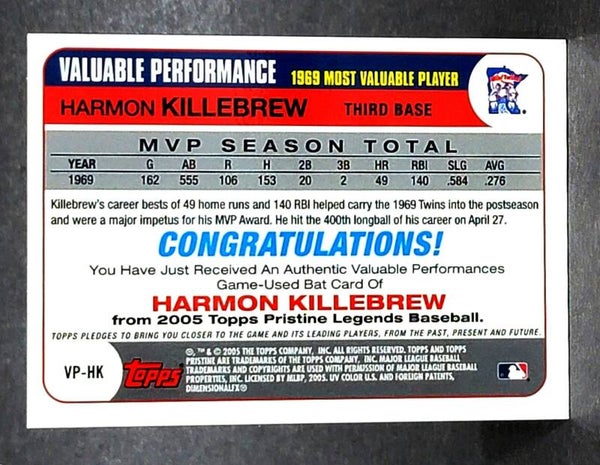 VALUABLE PERFORMANCE 1969 MOST VALUABLE PLAYER
HARMON KILLEBREW THIRD BASE
MVP SEASON TOTAL
YEAR G AB R H 2B 3B HR RBI SLG AVG
1969 162 555 106 153 20 2 49 140 .584 .276
Killebrew's career bests of 49 home runs and 140 RBI helped carry the 1969 Twins into the postseason
and were a major impetus for his MVP Award. He hit the 400th longball of his career on April 27.
CONGRATULATIONS!
You Have Just Received An Authentic Valuable Performances
Game-Used Bat Card Of
HARMON KILLEBREW
from 2005 Topps Pristine Legends Baseball.
TOPPS PLEDGES TO BRING YOU CLOSER TO THE GAME AND ITS LEADING PLAYERS, FROM THE PAST, PRESENT AND FUTURE.
VP-HK Topps
®, ™ & © 2005 THE TOPPS COMPANY, INC. ALL RIGHTS RESERVED. TOPPS AND TOPPS
PRISTINE ARE TRADEMARKS OF THE TOPPS COMPANY, INC. MAJOR LEAGUE BASEBALL
TRADEMARKS AND COPYRIGHTS ARE USED WITH PERMISSION OF MAJOR LEAGUE BASEBALL
PROPERTIES, INC. LICENSED BY MLBP, 2005. UV COLOR U.S. AND FOREIGN PATENTS,
DIMENSIONALFX®